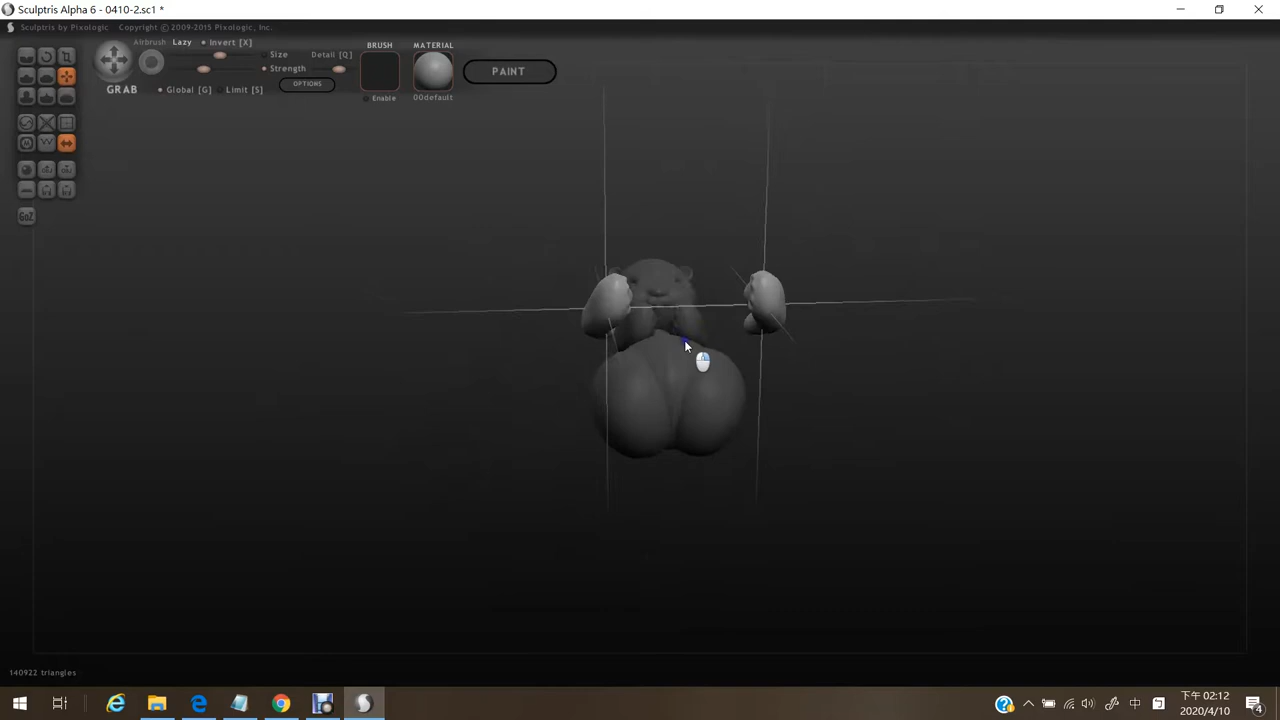 Sculptris Alpha 6 - 0410-2.sc1 *
Sculptris by Pixologic   Copyright © 2009-2015 Pixologic, Inc.
Airbrush Lazy Invert [X]
Size Detail [Q]
Strength
GRAB Global [G] Limit [S] OPTIONS
BRUSH
Enable
MATERIAL
00default
PAINT
GoZ
140922 triangles
中
下午 02:12
2020/4/10
4